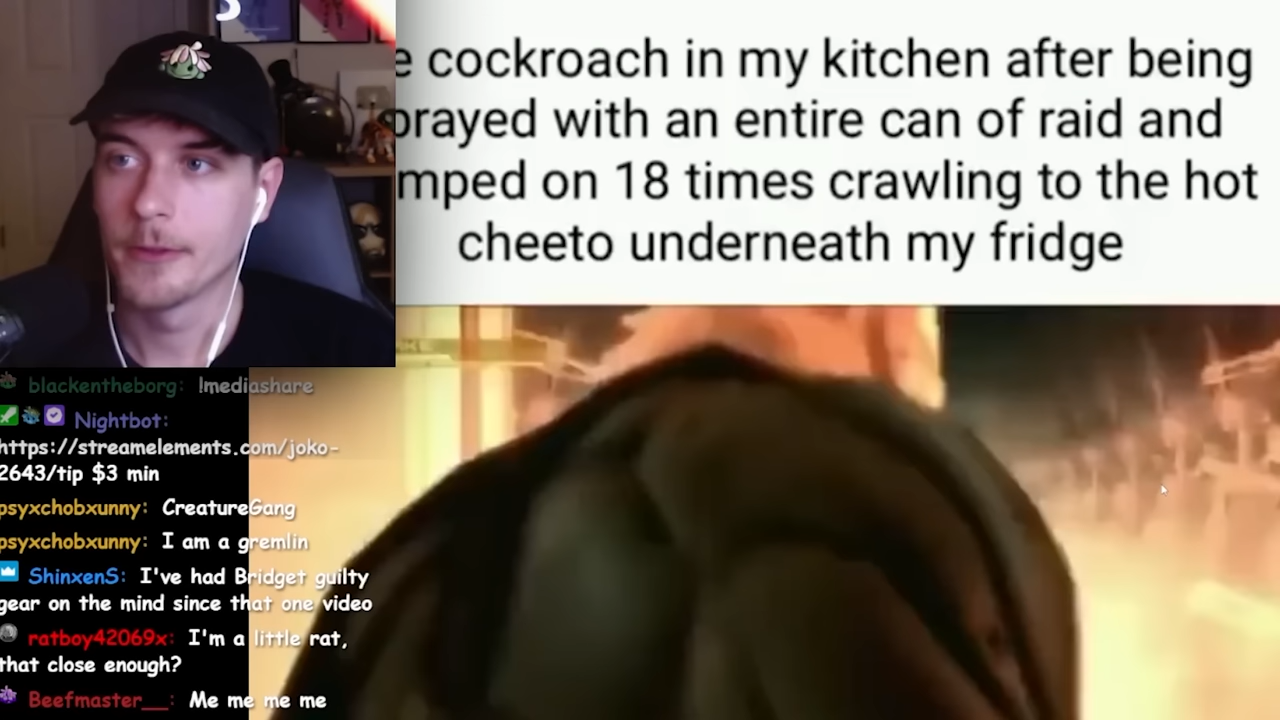 S
e cockroach in my kitchen after being
prayed with an entire can of raid and
mped on 18 times crawling to the hot
cheeto underneath my fridge
blackentheborg: !mediashare
Nightbot:
https://streamelements.com/joko-
2643/tip $3 min
psyxchobxunny: CreatureGang
psyxchobxunny: I am a gremlin
ShinxenS: I've had Bridget guilty
gear on the mind since that one video
ratboy42069x: I'm a little rat,
that close enough?
Beefmaster__: Me me me me